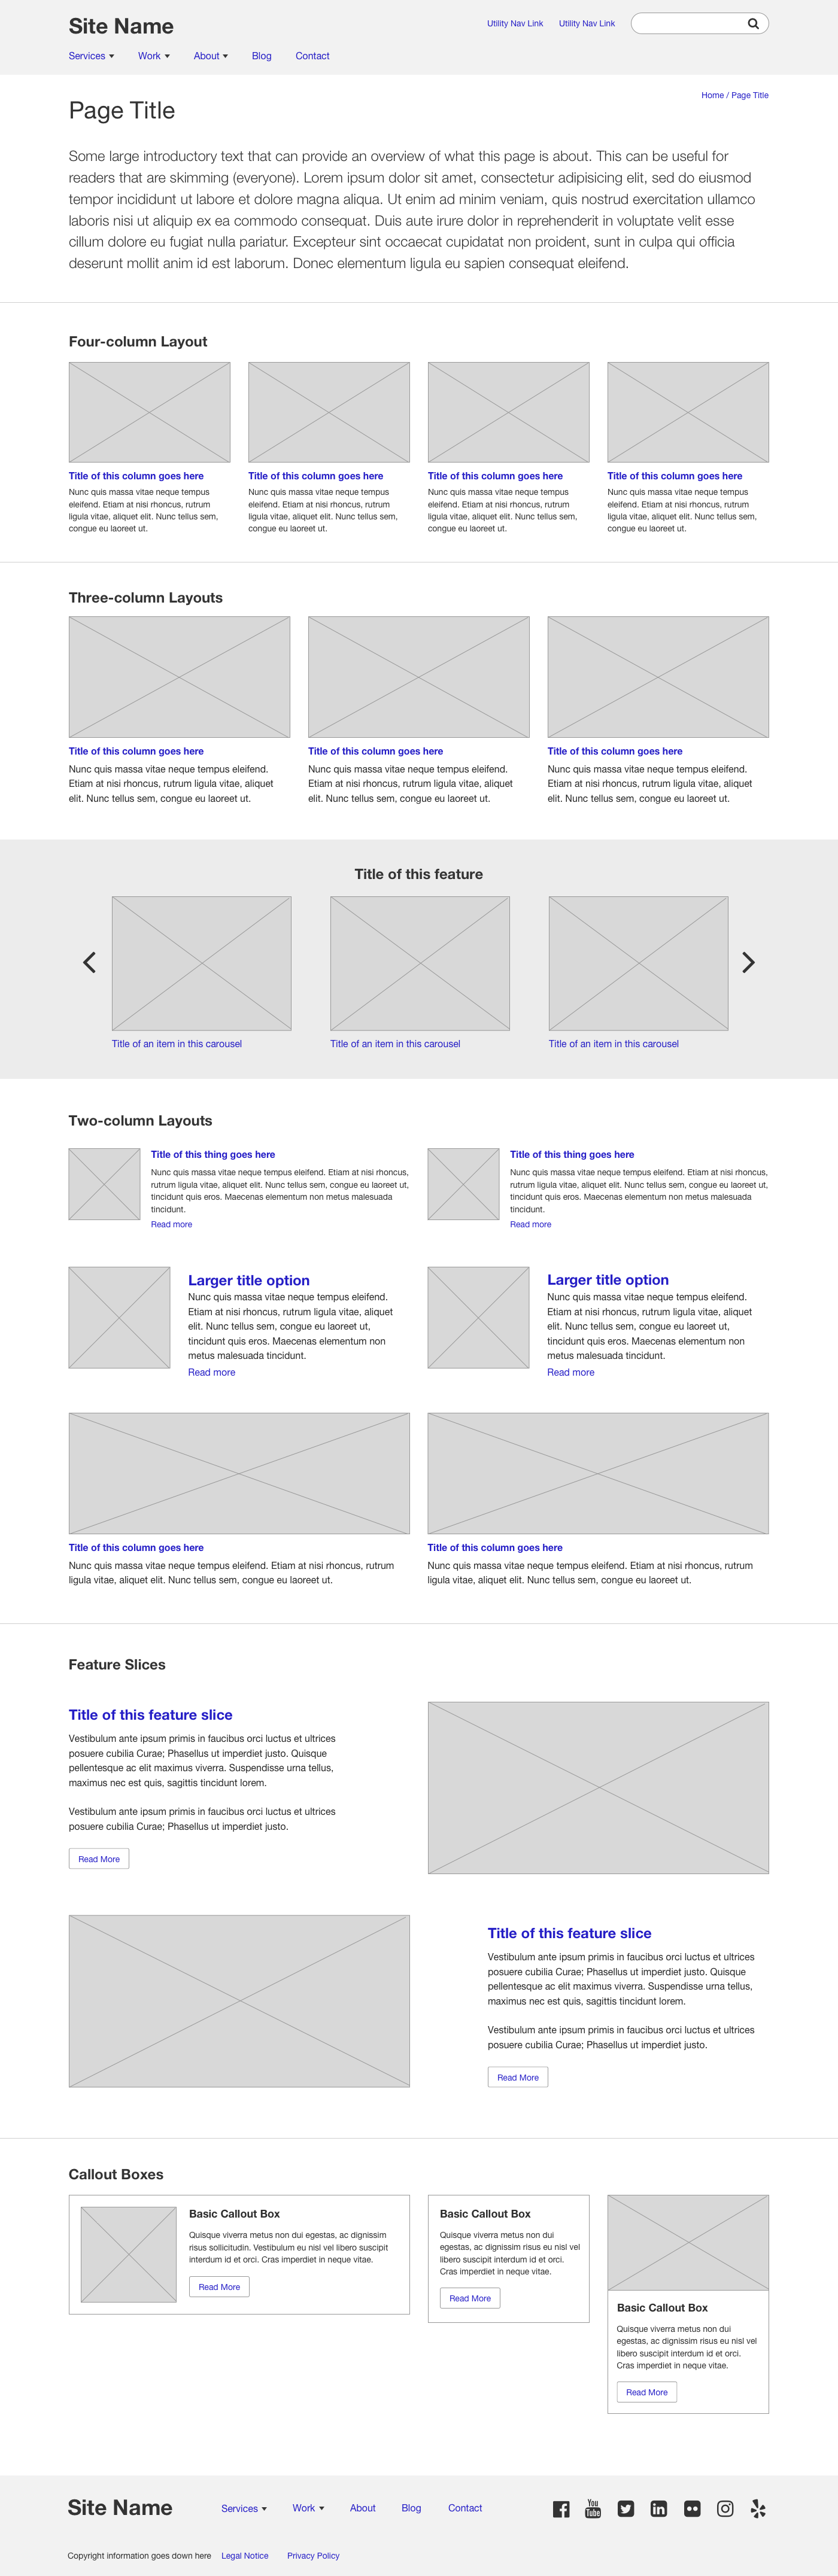 Site Name
Utility Nav Link
Utility Nav Link
Services
Work
About
Blog
Contact
Home / Page Title
Page Title
Some large introductory text that can provide an overview of what this page is about. This can be useful for
readers that are skimming (everyone). Lorem ipsum dolor sit amet, consectetur adipisicing elit, sed do eiusmod
tempor incididunt ut labore et dolore magna aliqua. Ut enim ad minim veniam, quis nostrud exercitation ullamco
laboris nisi ut aliquip ex ea commodo consequat. Duis aute irure dolor in reprehenderit in voluptate velit esse
cillum dolore eu fugiat nulla pariatur. Excepteur sint occaecat cupidatat non proident, sunt in culpa qui officia
deserunt mollit anim id est laborum. Donec elementum ligula eu sapien consequat eleifend.
Four-column Layout
Title of this column goes here
Nunc quis massa vitae neque tempus
eleifend. Etiam at nisi rhoncus, rutrum
ligula vitae, aliquet elit. Nunc tellus sem,
congue eu laoreet ut.
Title of this column goes here
Nunc quis massa vitae neque tempus
eleifend. Etiam at nisi rhoncus, rutrum
ligula vitae, aliquet elit. Nunc tellus sem,
congue eu laoreet ut.
Title of this column goes here
Nunc quis massa vitae neque tempus
eleifend. Etiam at nisi rhoncus, rutrum
ligula vitae, aliquet elit. Nunc tellus sem,
congue eu laoreet ut.
Title of this column goes here
Nunc quis massa vitae neque tempus
eleifend. Etiam at nisi rhoncus, rutrum
ligula vitae, aliquet elit. Nunc tellus sem,
congue eu laoreet ut.
Three-column Layouts
Title of this column goes here
Nunc quis massa vitae neque tempus eleifend.
Etiam at nisi rhoncus, rutrum ligula vitae, aliquet
elit. Nunc tellus sem, congue eu laoreet ut.
Title of this column goes here
Nunc quis massa vitae neque tempus eleifend.
Etiam at nisi rhoncus, rutrum ligula vitae, aliquet
elit. Nunc tellus sem, congue eu laoreet ut.
Title of this column goes here
Nunc quis massa vitae neque tempus eleifend.
Etiam at nisi rhoncus, rutrum ligula vitae, aliquet
elit. Nunc tellus sem, congue eu laoreet ut.
Title of this feature
Title of an item in this carousel
Title of an item in this carousel
Title of an item in this carousel
Two-column Layouts
Title of this thing goes here
Nunc quis massa vitae neque tempus eleifend. Etiam at nisi rhoncus,
rutrum ligula vitae, aliquet elit. Nunc tellus sem, congue eu laoreet ut,
tincidunt quis eros. Maecenas elementum non metus malesuada
tincidunt.
Read more
Title of this thing goes here
Nunc quis massa vitae neque tempus eleifend. Etiam at nisi rhoncus,
rutrum ligula vitae, aliquet elit. Nunc tellus sem, congue eu laoreet ut,
tincidunt quis eros. Maecenas elementum non metus malesuada
tincidunt.
Read more
Larger title option
Nunc quis massa vitae neque tempus eleifend.
Etiam at nisi rhoncus, rutrum ligula vitae, aliquet
elit. Nunc tellus sem, congue eu laoreet ut,
tincidunt quis eros. Maecenas elementum non
metus malesuada tincidunt.
Read more
Larger title option
Nunc quis massa vitae neque tempus eleifend.
Etiam at nisi rhoncus, rutrum ligula vitae, aliquet
elit. Nunc tellus sem, congue eu laoreet ut,
tincidunt quis eros. Maecenas elementum non
metus malesuada tincidunt.
Read more
Title of this column goes here
Nunc quis massa vitae neque tempus eleifend. Etiam at nisi rhoncus, rutrum
ligula vitae, aliquet elit. Nunc tellus sem, congue eu laoreet ut.
Title of this column goes here
Nunc quis massa vitae neque tempus eleifend. Etiam at nisi rhoncus, rutrum
ligula vitae, aliquet elit. Nunc tellus sem, congue eu laoreet ut.
Feature Slices
Title of this feature slice
Vestibulum ante ipsum primis in faucibus orci luctus et ultrices
posuere cubilia Curae; Phasellus ut imperdiet justo. Quisque
pellentesque ac elit maximus viverra. Suspendisse urna tellus,
maximus nec est quis, sagittis tincidunt lorem.
Vestibulum ante ipsum primis in faucibus orci luctus et ultrices
posuere cubilia Curae; Phasellus ut imperdiet justo.
Read More
Title of this feature slice
Vestibulum ante ipsum primis in faucibus orci luctus et ultrices
posuere cubilia Curae; Phasellus ut imperdiet justo. Quisque
pellentesque ac elit maximus viverra. Suspendisse urna tellus,
maximus nec est quis, sagittis tincidunt lorem.
Vestibulum ante ipsum primis in faucibus orci luctus et ultrices
posuere cubilia Curae; Phasellus ut imperdiet justo.
Read More
Callout Boxes
Basic Callout Box
Quisque viverra metus non dui egestas, ac dignissim
risus sollicitudin. Vestibulum eu nisl vel libero suscipit
interdum id et orci. Cras imperdiet in neque vitae.
Read More
Basic Callout Box
Quisque viverra metus non dui
egestas, ac dignissim risus eu nisl vel
libero suscipit interdum id et orci.
Cras imperdiet in neque vitae.
Read More
Basic Callout Box
Quisque viverra metus non dui
egestas, ac dignissim risus eu nisl vel
libero suscipit interdum id et orci.
Cras imperdiet in neque vitae.
Read More
Site Name
Services
Work
About
Blog
Contact
You
Tube
in
Copyright information goes down here
Legal Notice
Privacy Policy